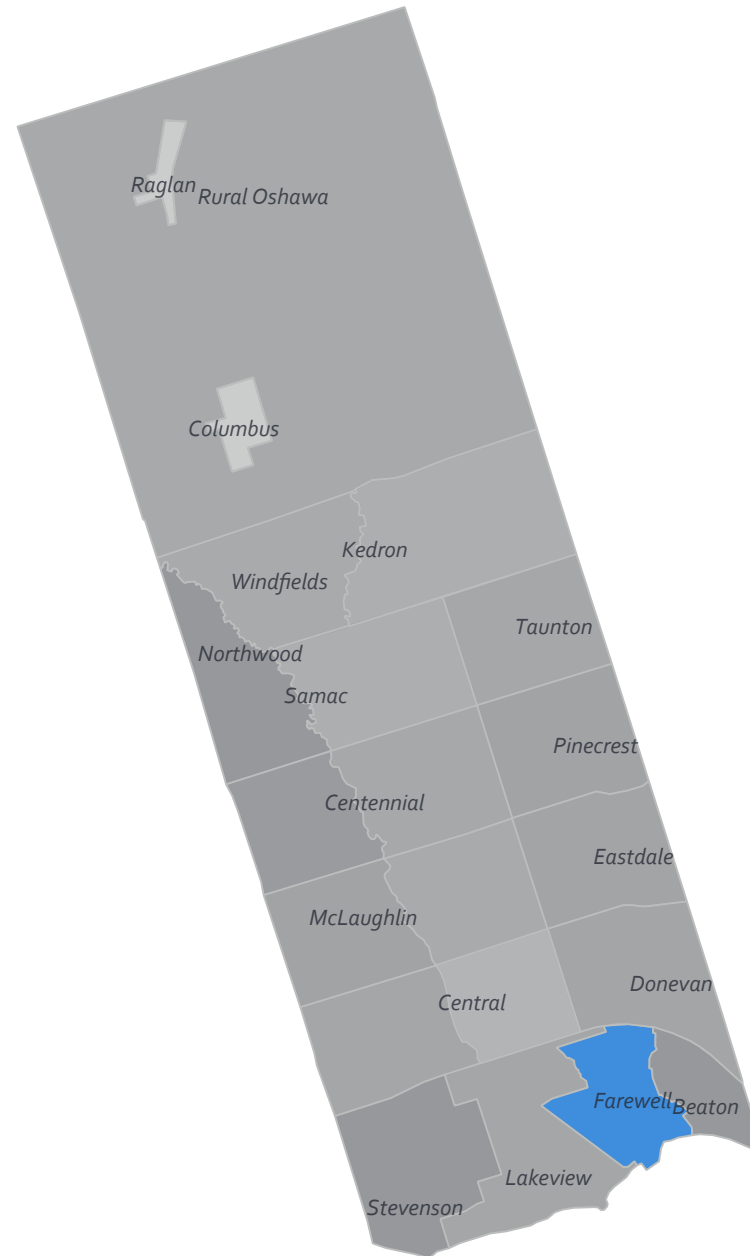 Raglan
Rural Oshawa
Columbus
Kedron
Windfields
Taunton
Northwood
Samac
Pinecrest
Centennial
Eastdale
McLaughlin
Donevan
Central
Farewell
Beaton
Lakeview
Stevenson